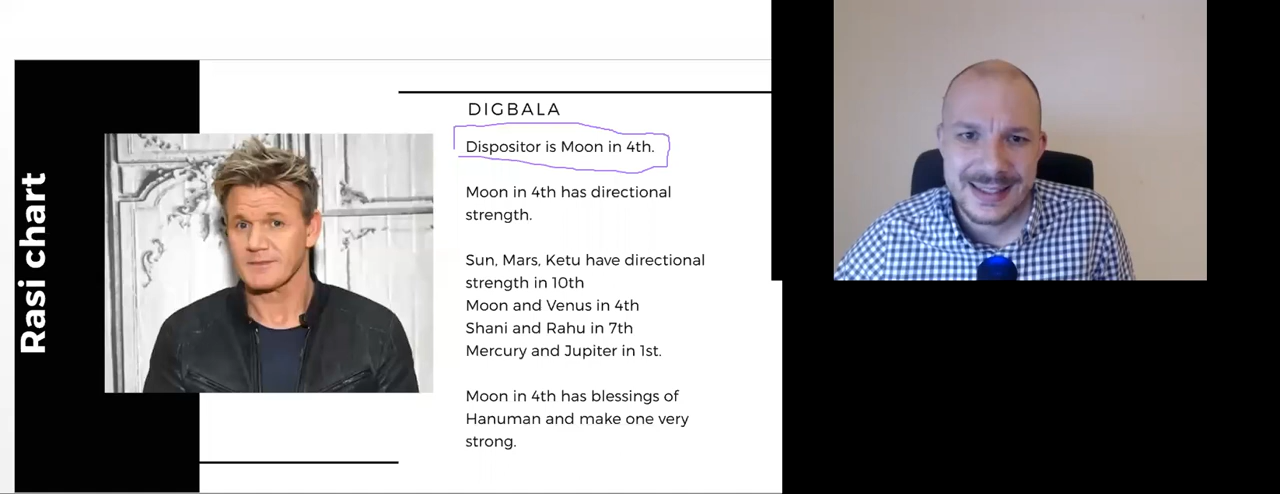 Rasi chart
DIGBALA
Dispositor is Moon in 4th.
Moon in 4th has directional
strength.
Sun, Mars, Ketu have directional
strength in 10th
Moon and Venus in 4th
Shani and Rahu in 7th
Mercury and Jupiter in 1st.
Moon in 4th has blessings of
Hanuman and make one very
strong.